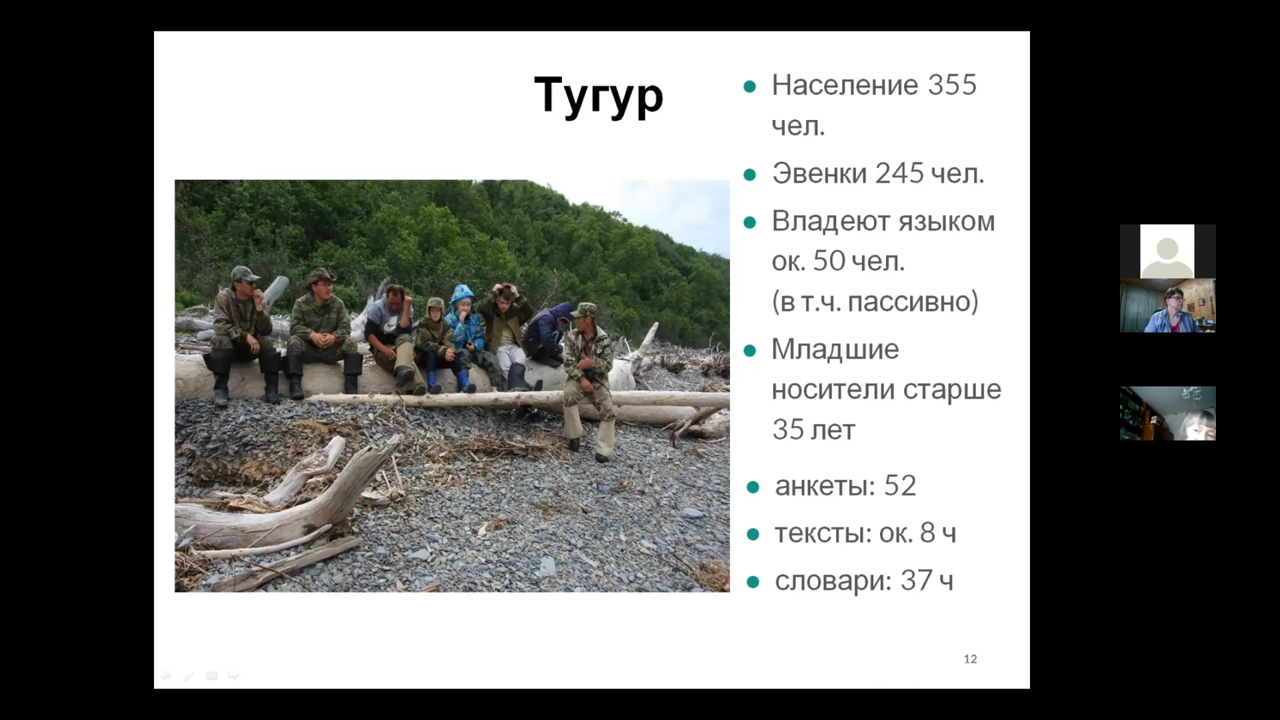 Тугур
Население 355
чел.
Эвенки 245 чел.
Владеют языком
ок. 50 чел.
(в т.ч. пассивно)
Младшие
носители старше
35 лет
анкеты: 52
тексты: ок. 8 ч
словари: 37 ч
12